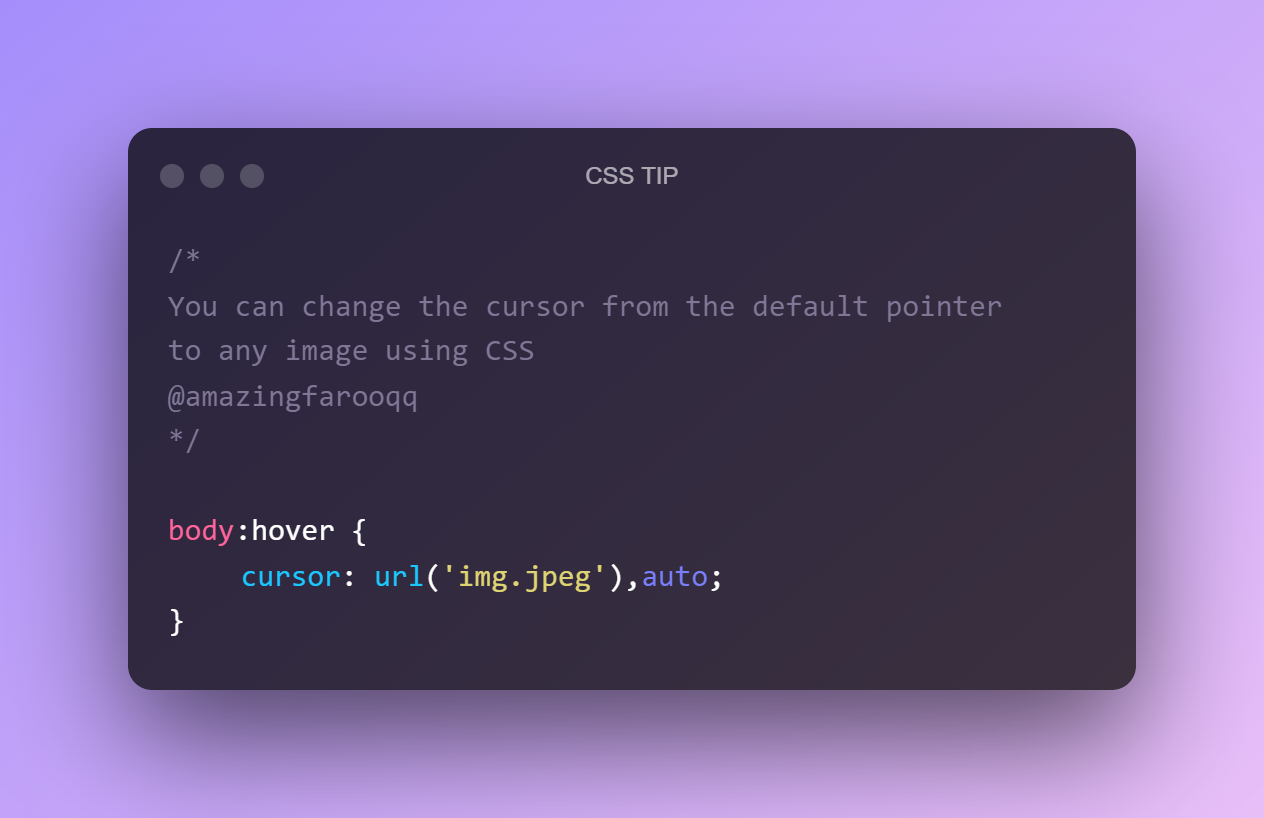 CSS TIP
/*
You can change the cursor from the default pointer
to any image using CSS
@amazingfarooqq
*/
body:hover {
cursor: url('img.jpeg'),auto;
}